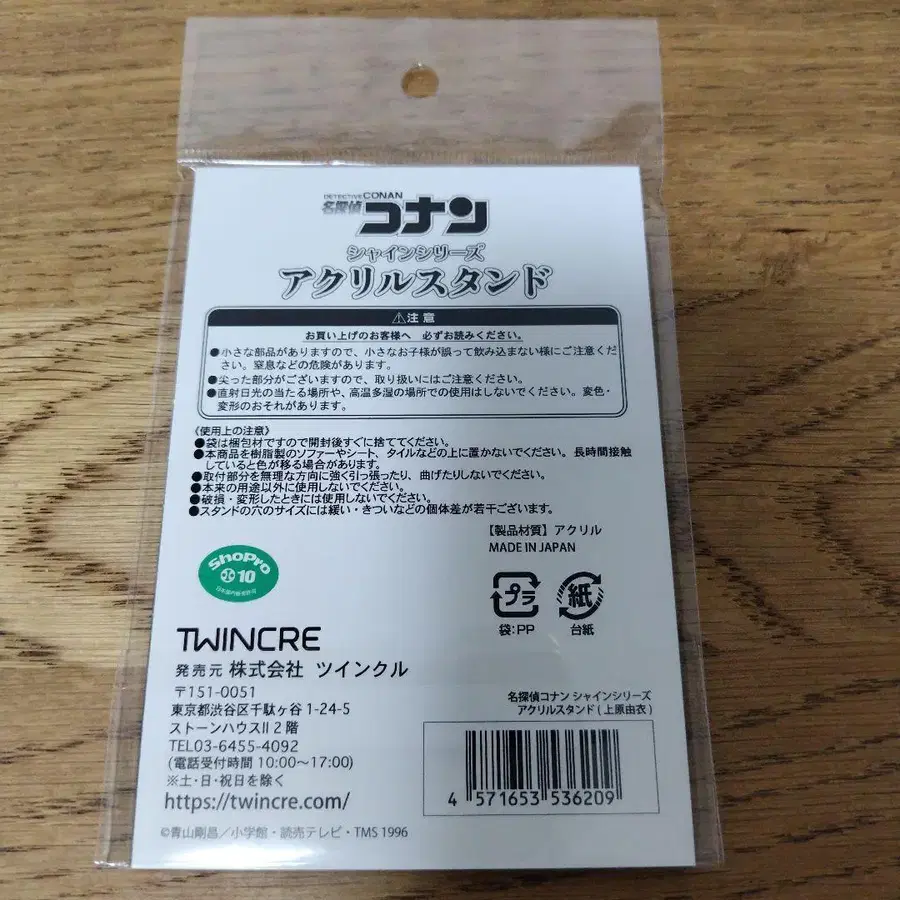 DETECTIVE CONAN
名探偵コナン
シャインシリーズ
アクリルスタンド
⚠注意
お買い上げのお客様へ 必ずお読みください。
●小さな部品がありますので、小さなお子様が誤って飲み込まない様にご注意くだ
さい。窒息などの危険があります。
●尖った部分がございますので、取り扱いにはご注意ください。
●直射日光の当たる場所や、高温多湿の場所での使用はしないでください。変色・
変形のおそれがあります。
《使用上の注意》
●袋は梱包材ですので開封後すぐに捨ててください。
●本商品を樹脂製のソファーやシート、タイルなどの上に置かないでください。長時間接触
していると色が移る場合があります。
●取付部分を無理な方向に強く引っ張ったり、曲げたりしないでください。
●本来の用途以外に使用しないでください。
●破損・変形したときには使用しないでください。
●スタンドの穴のサイズには緩い・きついなどの個体差が若干ございます。
【製品材質】アクリル
MADE IN JAPAN
ShoPro
10
プラ
紙
袋:PP
台紙
TWINCRE
発売元 株式会社 ツインクル
〒151-0051
東京都渋谷区千駄ヶ谷1-24-5
ストーンハウスII 2階
TEL03-6455-4092
(電話受付時間 10:00〜17:00)
※土・日・祝日を除く
https://twincre.com/
名探偵コナン シャインシリーズ
アクリルスタンド(上原由衣)
4 571653 536209
©青山剛昌／小学館・読売テレビ・TMS 1996